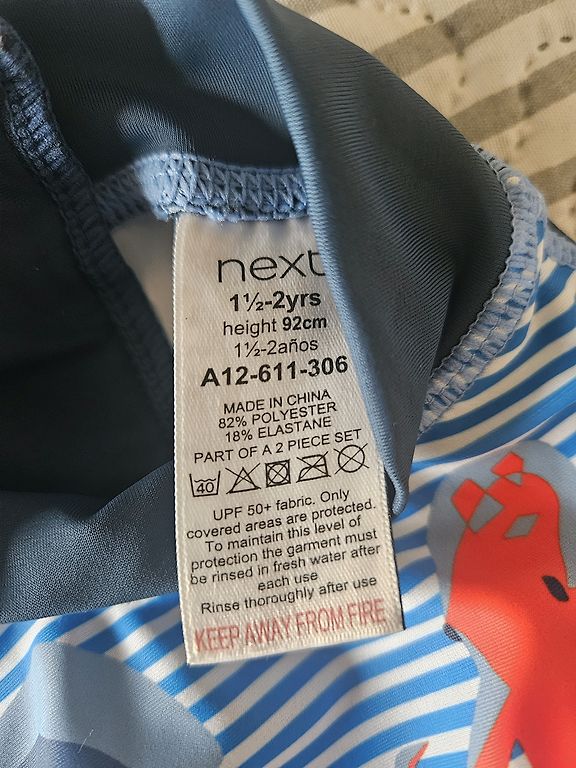 next
1½-2yrs
height 92cm
1½-2años
A12-611-306
MADE IN CHINA
82% POLYESTER
18% ELASTANE
PART OF A 2 PIECE SET
40
UPF 50+ fabric. Only
covered areas are protected.
To maintain this level of
protection the garment must
be rinsed in fresh water after
each use
Rinse thoroughly after use
KEEP AWAY FROM FIRE